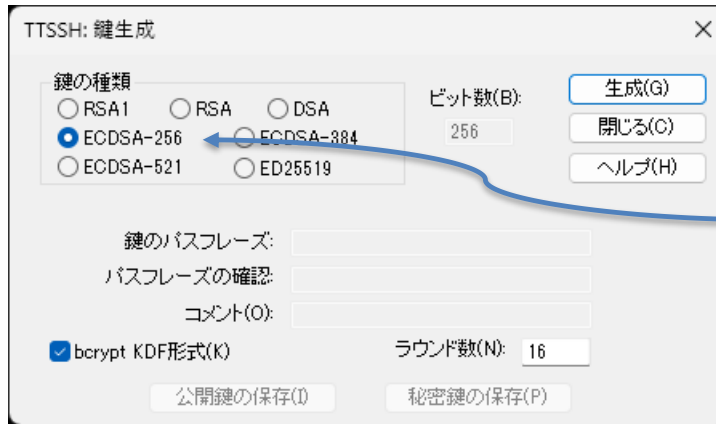 TTSSH: 鍵生成
鍵の種類
RSA1 RSA DSA
ECDSA-256 ECDSA-384
ECDSA-521 ED25519
ビット数(B):
256
生成(G)
閉じる(C)
ヘルプ(H)
鍵のパスフレーズ:
パスフレーズの確認:
コメント(O):
bcrypt KDF形式(K) ラウンド数(N): 16
公開鍵の保存(I) 秘密鍵の保存(P)